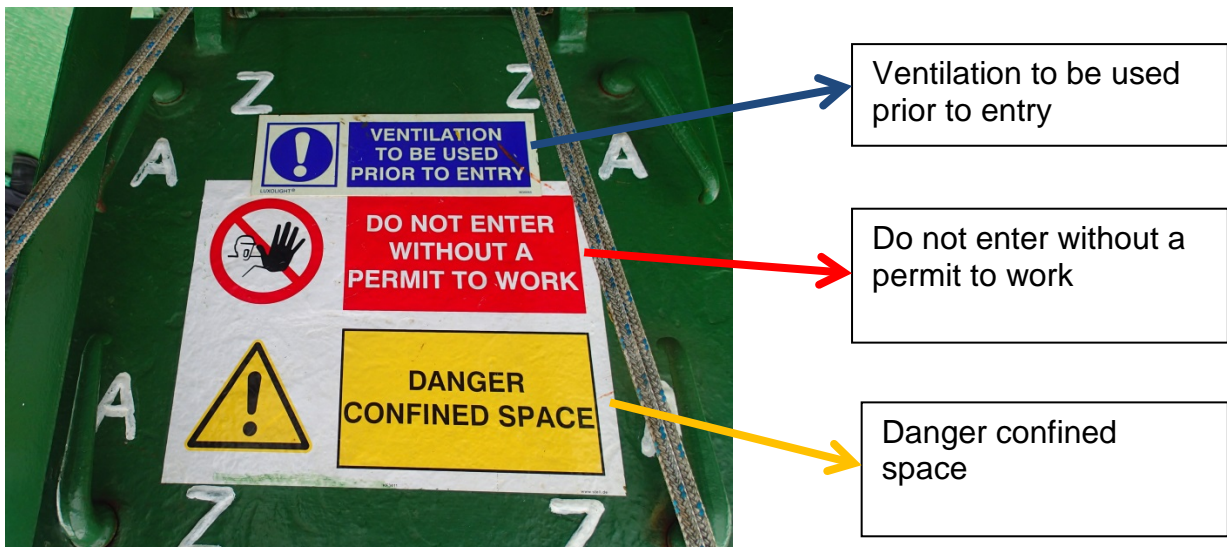 Z Z
A A
VENTILATION
TO BE USED
PRIOR TO ENTRY
LUXOLIGHT®
DO NOT ENTER
WITHOUT A
PERMIT TO WORK
DANGER
CONFINED SPACE
A
Z Z
Ventilation to be used
prior to entry
Do not enter without a
permit to work
Danger confined
space